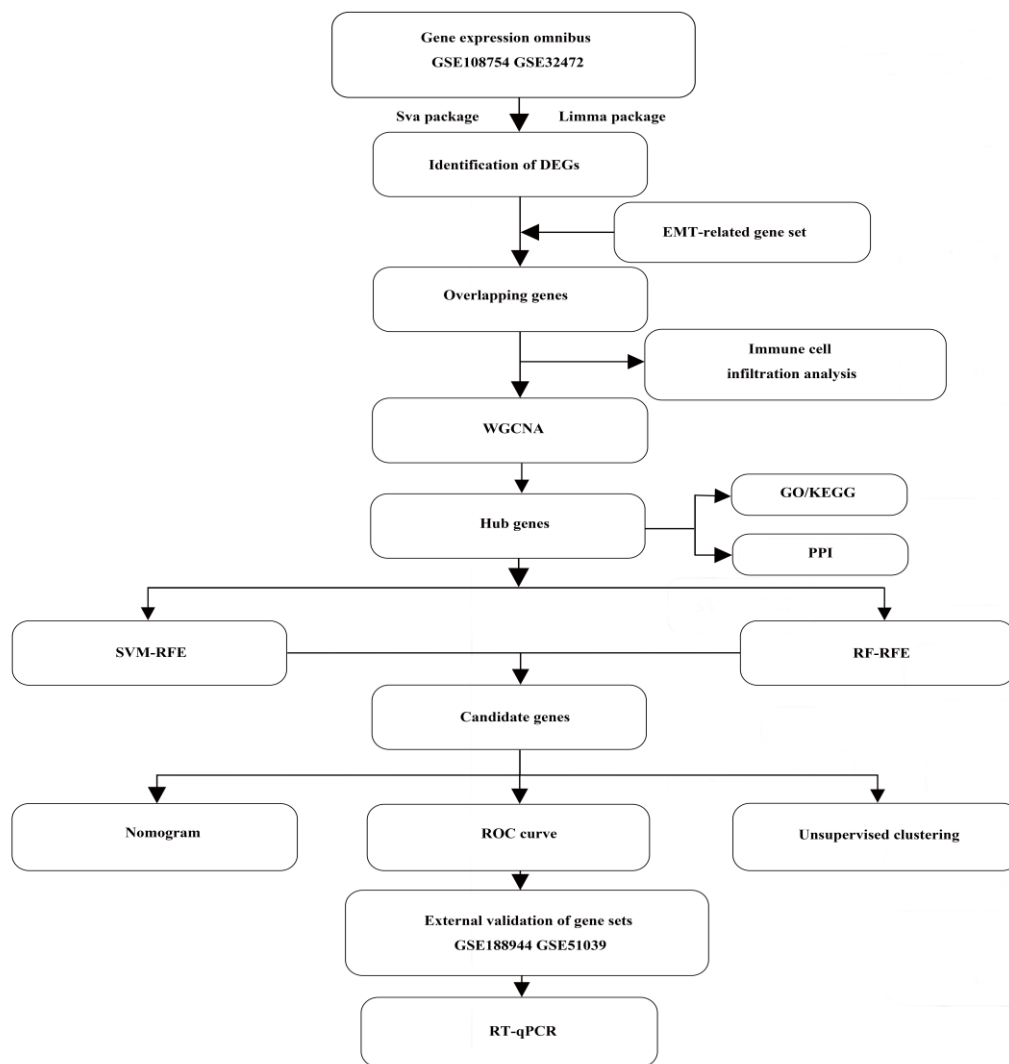 Gene expression omnibus
GSE108754 GSE32472
Sva package
Limma package
Identification of DEGs
EMT-related gene set
Overlapping genes
Immune cell
infiltration analysis
WGCNA
GO/KEGG
Hub genes
PPI
SVM-RFE
RF-RFE
Candidate genes
Nomogram
ROC curve
Unsupervised clustering
External validation of gene sets
GSE188944 GSE51039
RT-qPCR